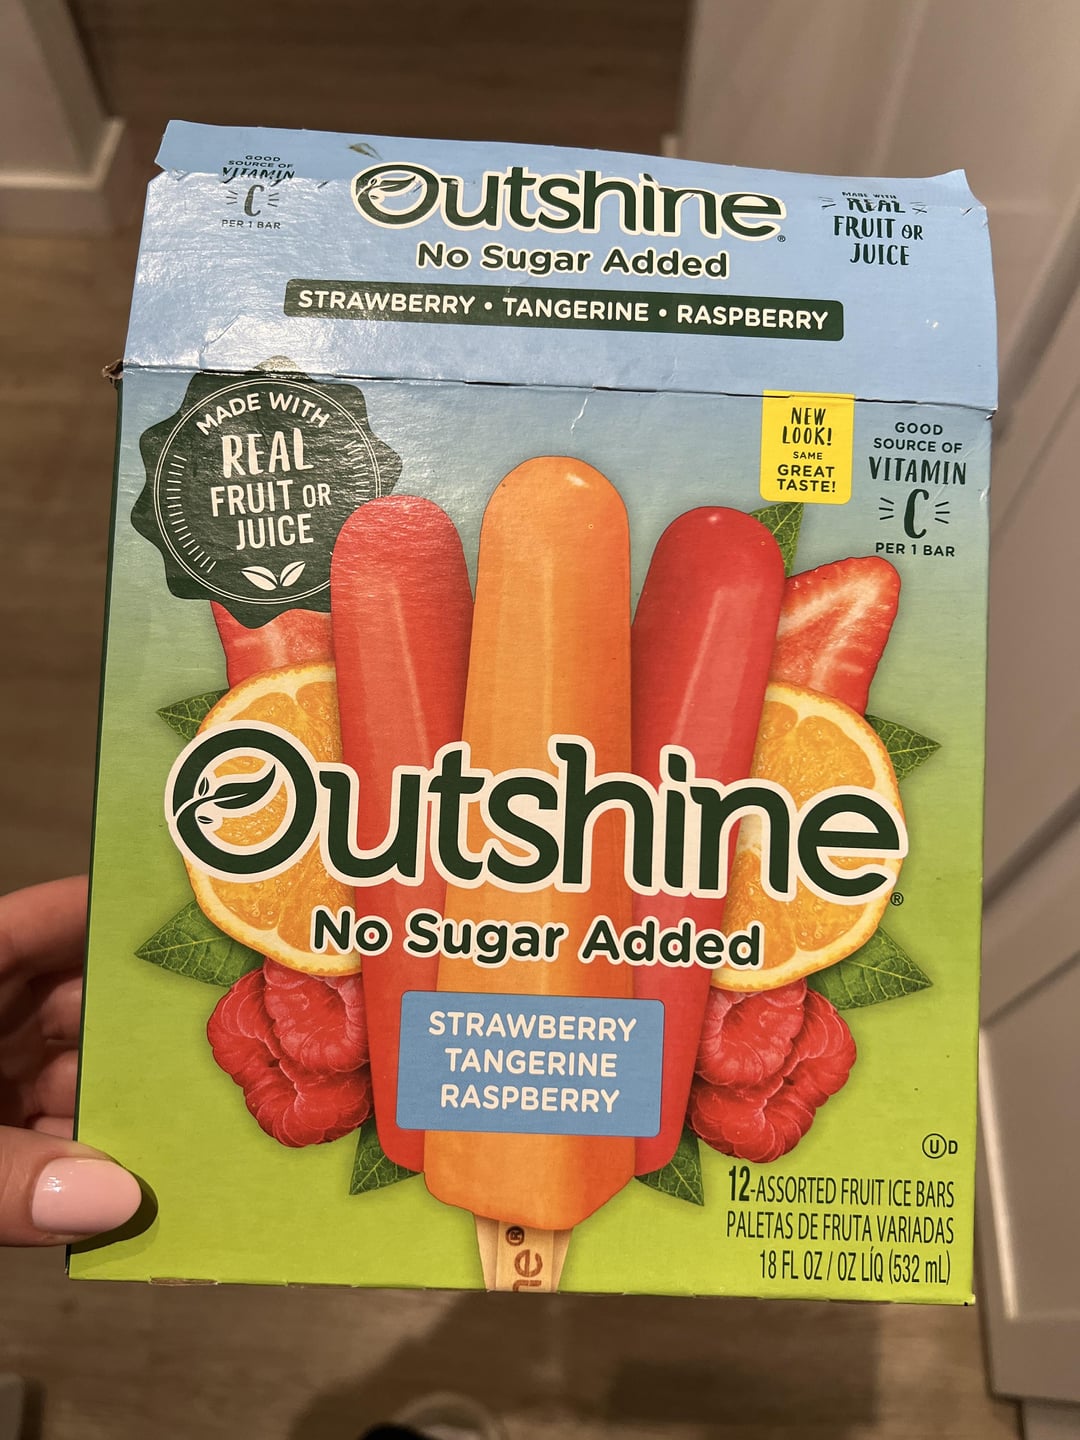 GOOD
SOURCE OF
VITAMIN
C
PER 1 BAR
Outshine®
No Sugar Added
STRAWBERRY • TANGERINE • RASPBERRY
MADE WITH
REAL
FRUIT OR
JUICE
MADE WITH
REAL
FRUIT OR
JUICE
NEW
LOOK!
SAME
GREAT
TASTE!
GOOD
SOURCE OF
VITAMIN
C
PER 1 BAR
Outshine®
No Sugar Added
STRAWBERRY
TANGERINE
RASPBERRY
U D
12-ASSORTED FRUIT ICE BARS
PALETAS DE FRUTA VARIADAS
18 FL OZ / OZ LÍQ (532 mL)
ne®